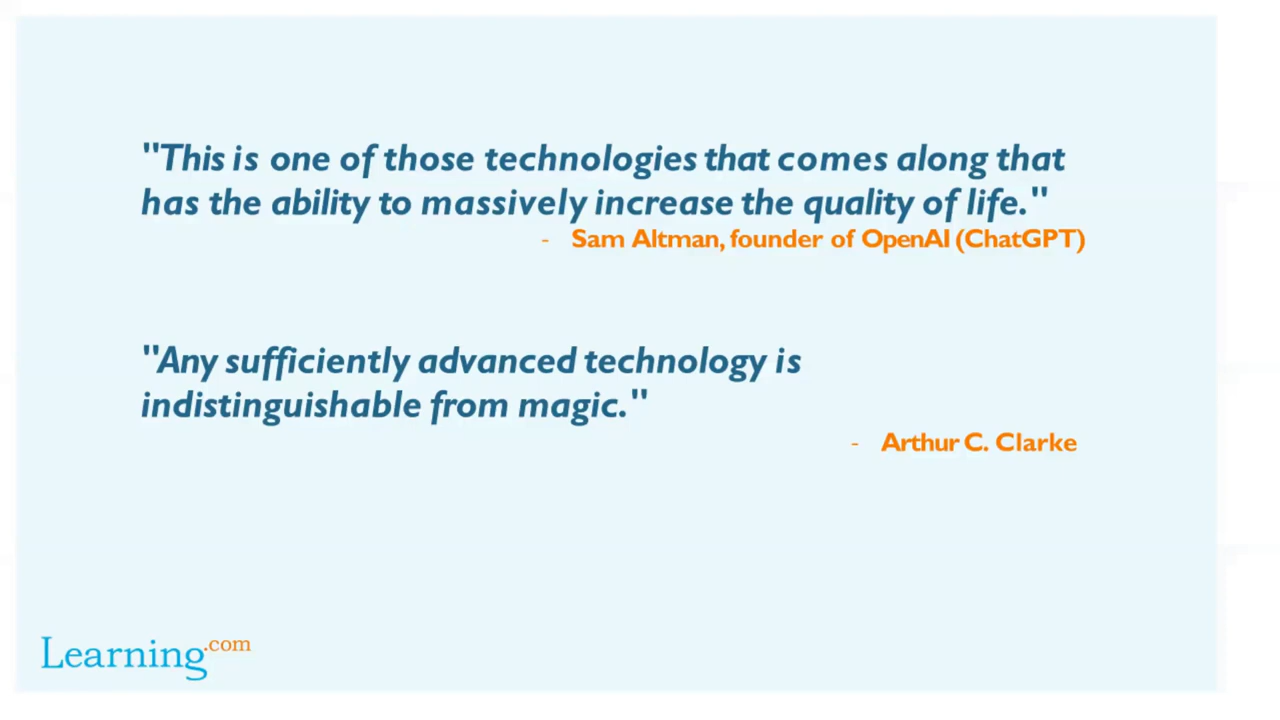 "This is one of those technologies that comes along that
has the ability to massively increase the quality of life."
- Sam Altman, founder of OpenAI (ChatGPT)
"Any sufficiently advanced technology is
indistinguishable from magic."
- Arthur C. Clarke
Learning.com